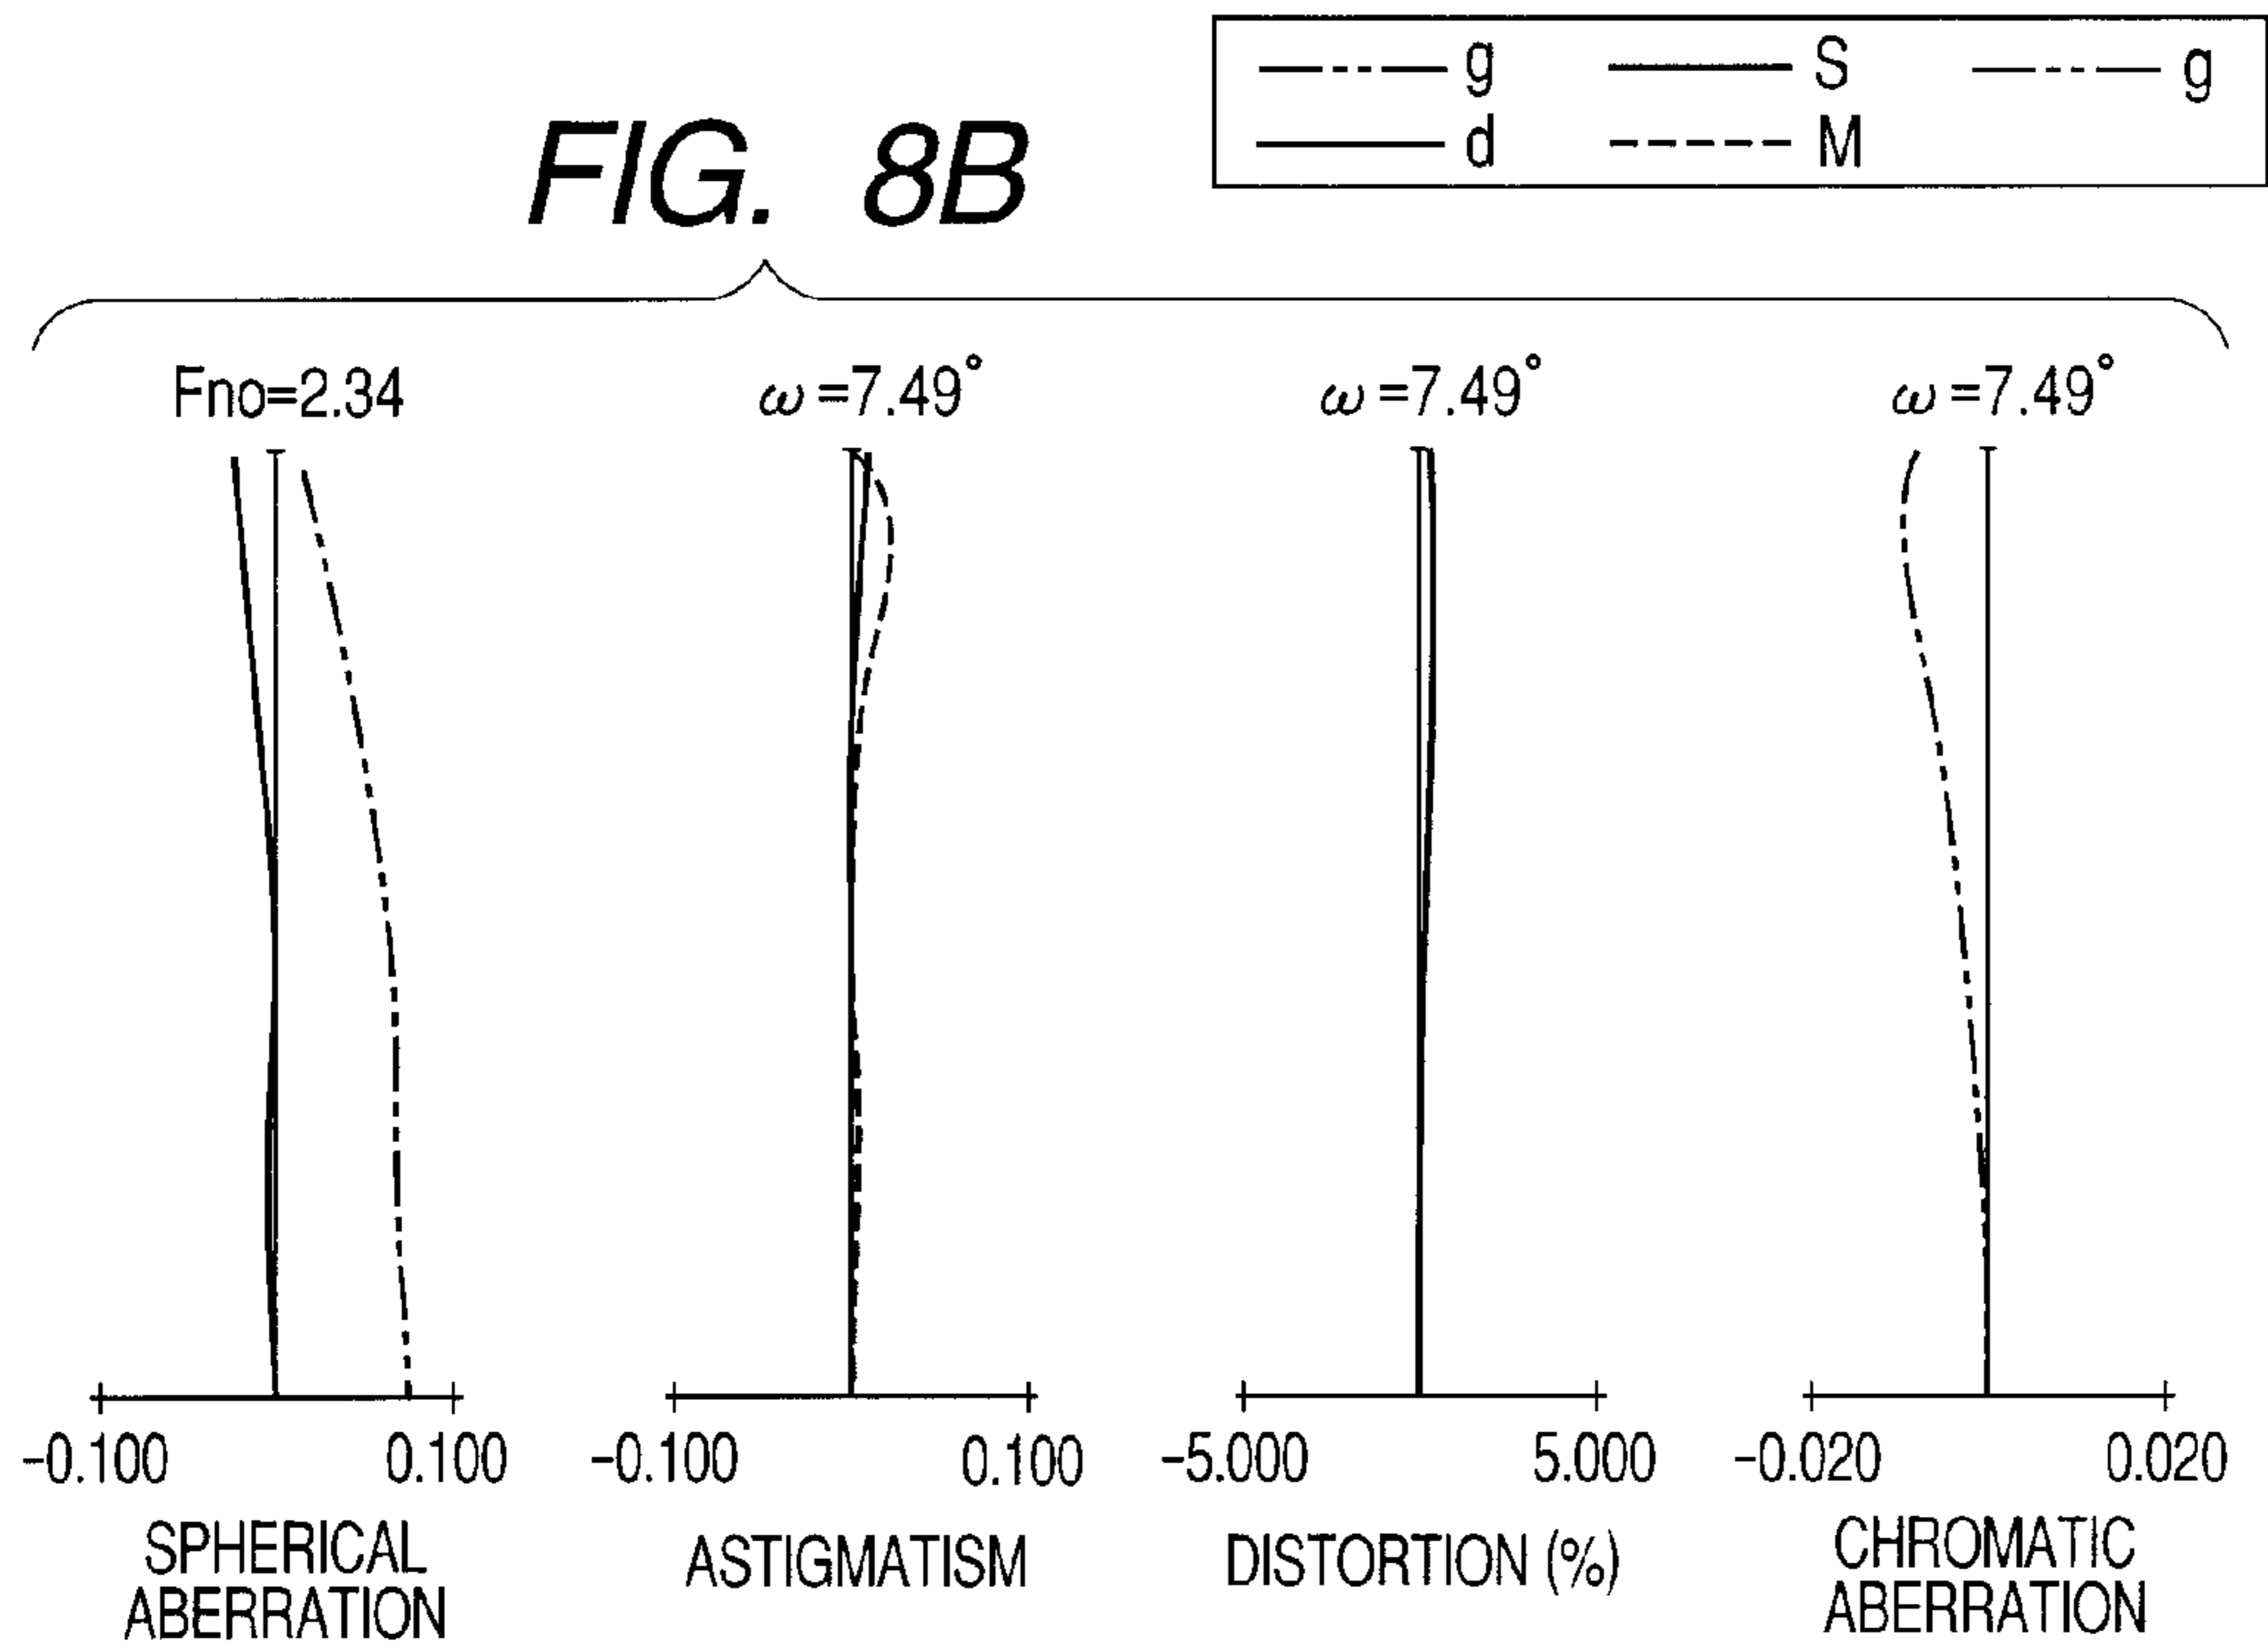 FIG. 8B
g S g
d M
Fno=2.34 ω=7.49° ω=7.49° ω=7.49°
-0.100 0.100 -0.100 0.100 -5.000 5.000 -0.020 0.020
SPHERICAL
ABERRATION
ASTIGMATISM
DISTORTION (%)
CHROMATIC
ABERRATION